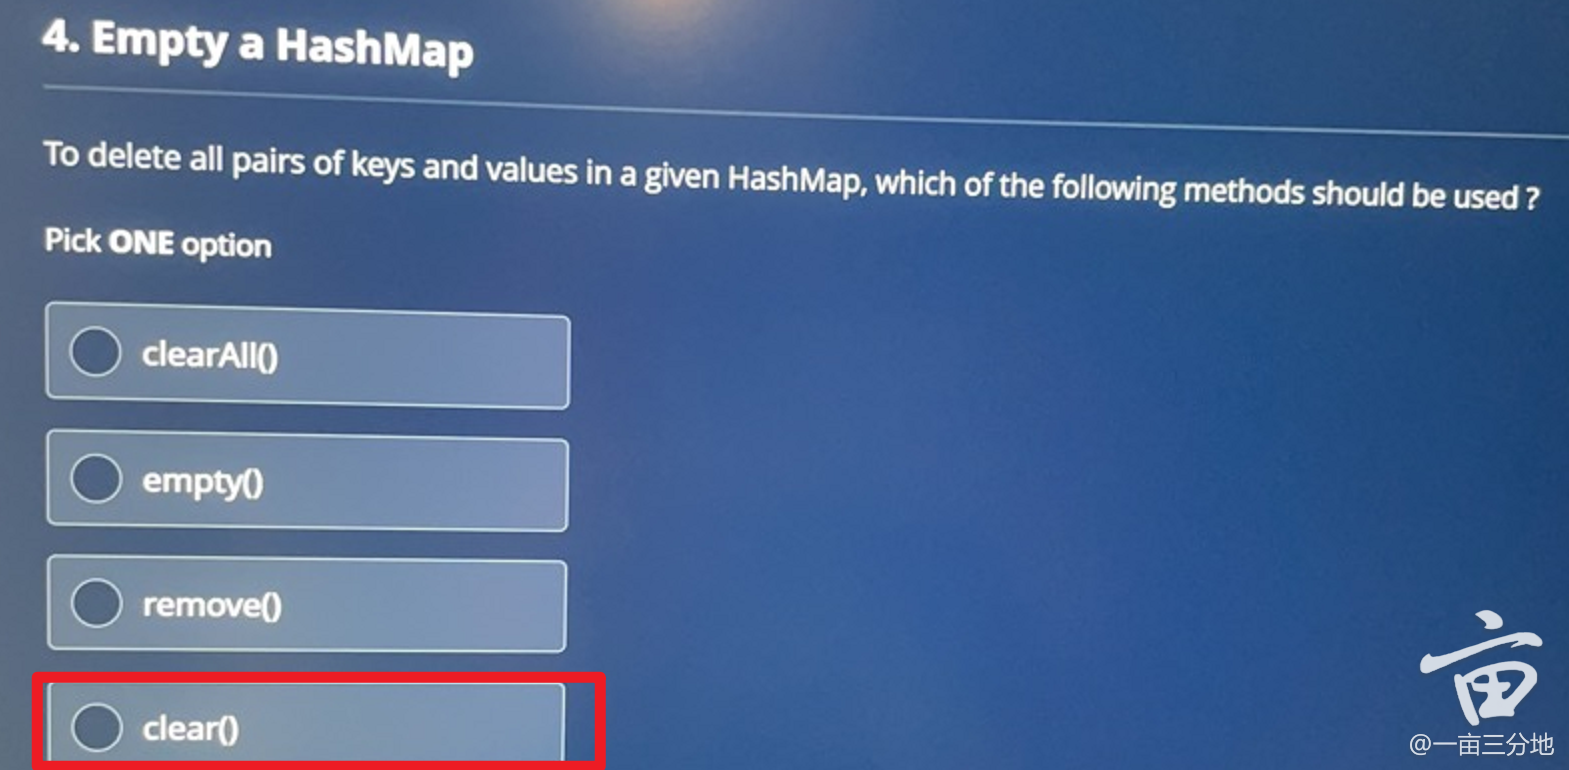 4. Empty a HashMap
To delete all pairs of keys and values in a given HashMap, which of the following methods should be used ?
Pick ONE option
clearAll()
empty()
remove()
clear()
亩
@一亩三分地